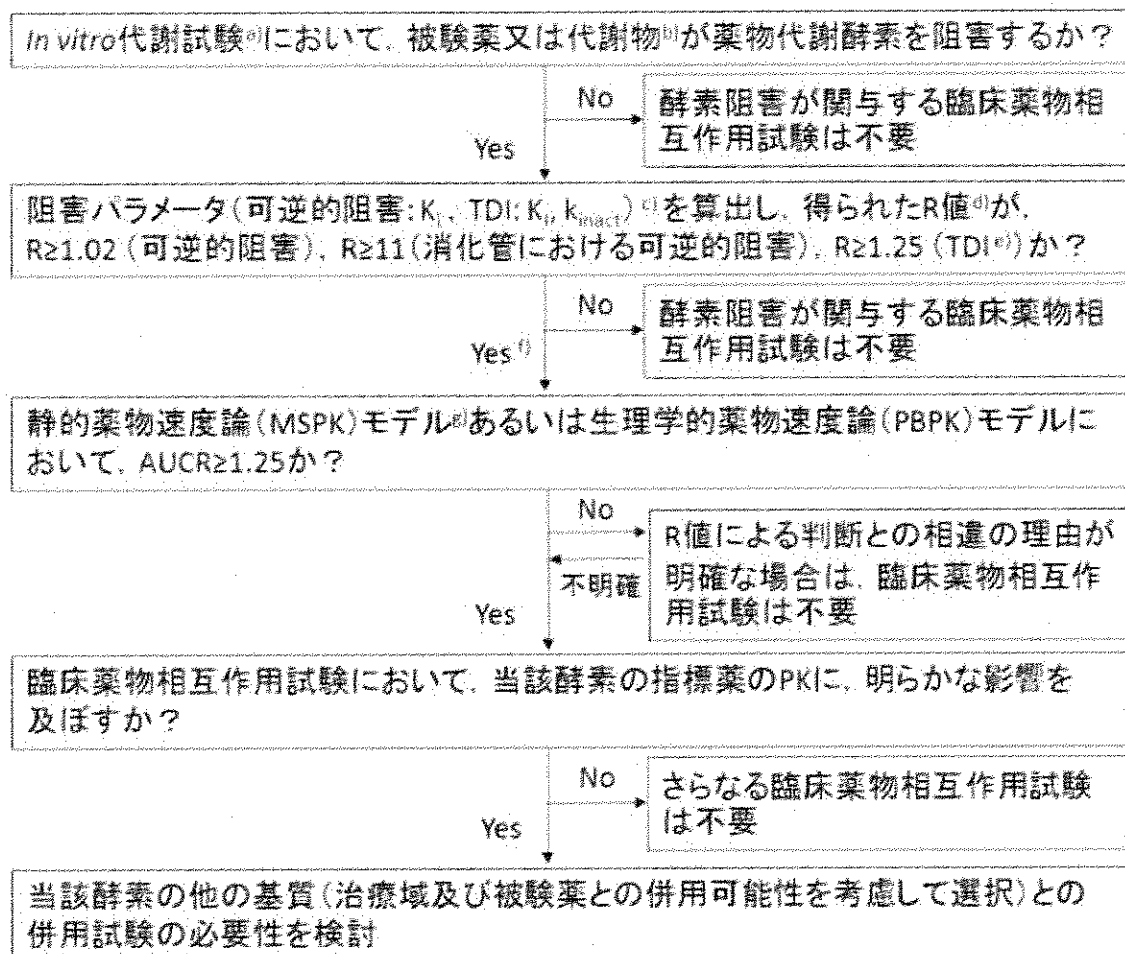 In vitro代謝試験a)において、被験薬又は代謝物b)が薬物代謝酵素を阻害するか？
No
酵素阻害が関与する臨床薬物相
互作用試験は不要
Yes
阻害パラメータ(可逆的阻害:Ki, TDI: KI, kinact) c)を算出し、得られたR値d)が、
R≥1.02 (可逆的阻害), R≥11(消化管における可逆的阻害), R≥1.25 (TDIe))か？
No
酵素阻害が関与する臨床薬物相
互作用試験は不要
Yes f)
静的薬物速度論(MSPK)モデルg)あるいは生理学的薬物速度論(PBPK)モデルに
おいて、AUCR≥1.25か？
No
R値による判断との相違の理由が
明確な場合は、臨床薬物相互作
用試験は不要
不明確
Yes
臨床薬物相互作用試験において、当該酵素の指標薬のPKに、明らかな影響を
及ぼすか？
No
さらなる臨床薬物相互作用試験
は不要
Yes
当該酵素の他の基質(治療域及び被験薬との併用可能性を考慮して選択)との
併用試験の必要性を検討